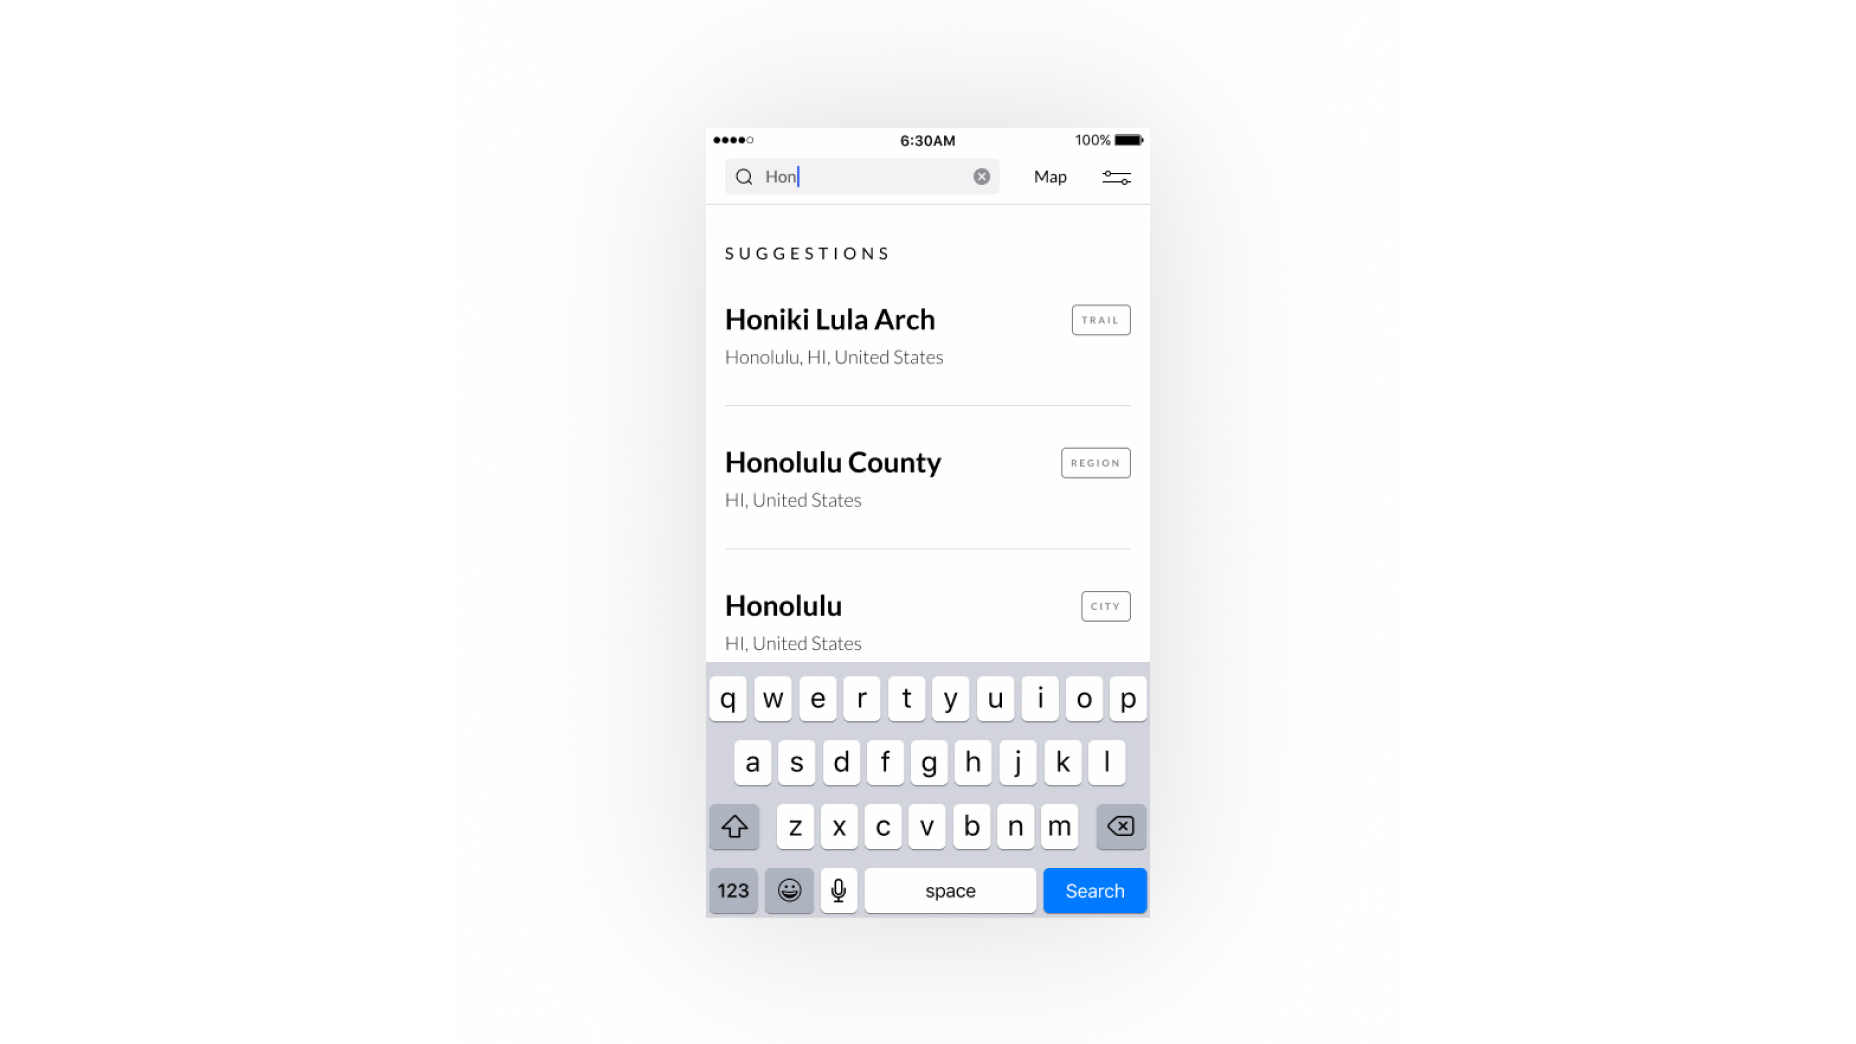 6:30AM 100%
Hon Map
SUGGESTIONS
Honiki Lula Arch TRAIL
Honolulu, HI, United States
Honolulu County REGION
HI, United States
Honolulu CITY
HI, United States
q w e r t y u i o p
a s d f g h j k l
z x c v b n m
123 space Search